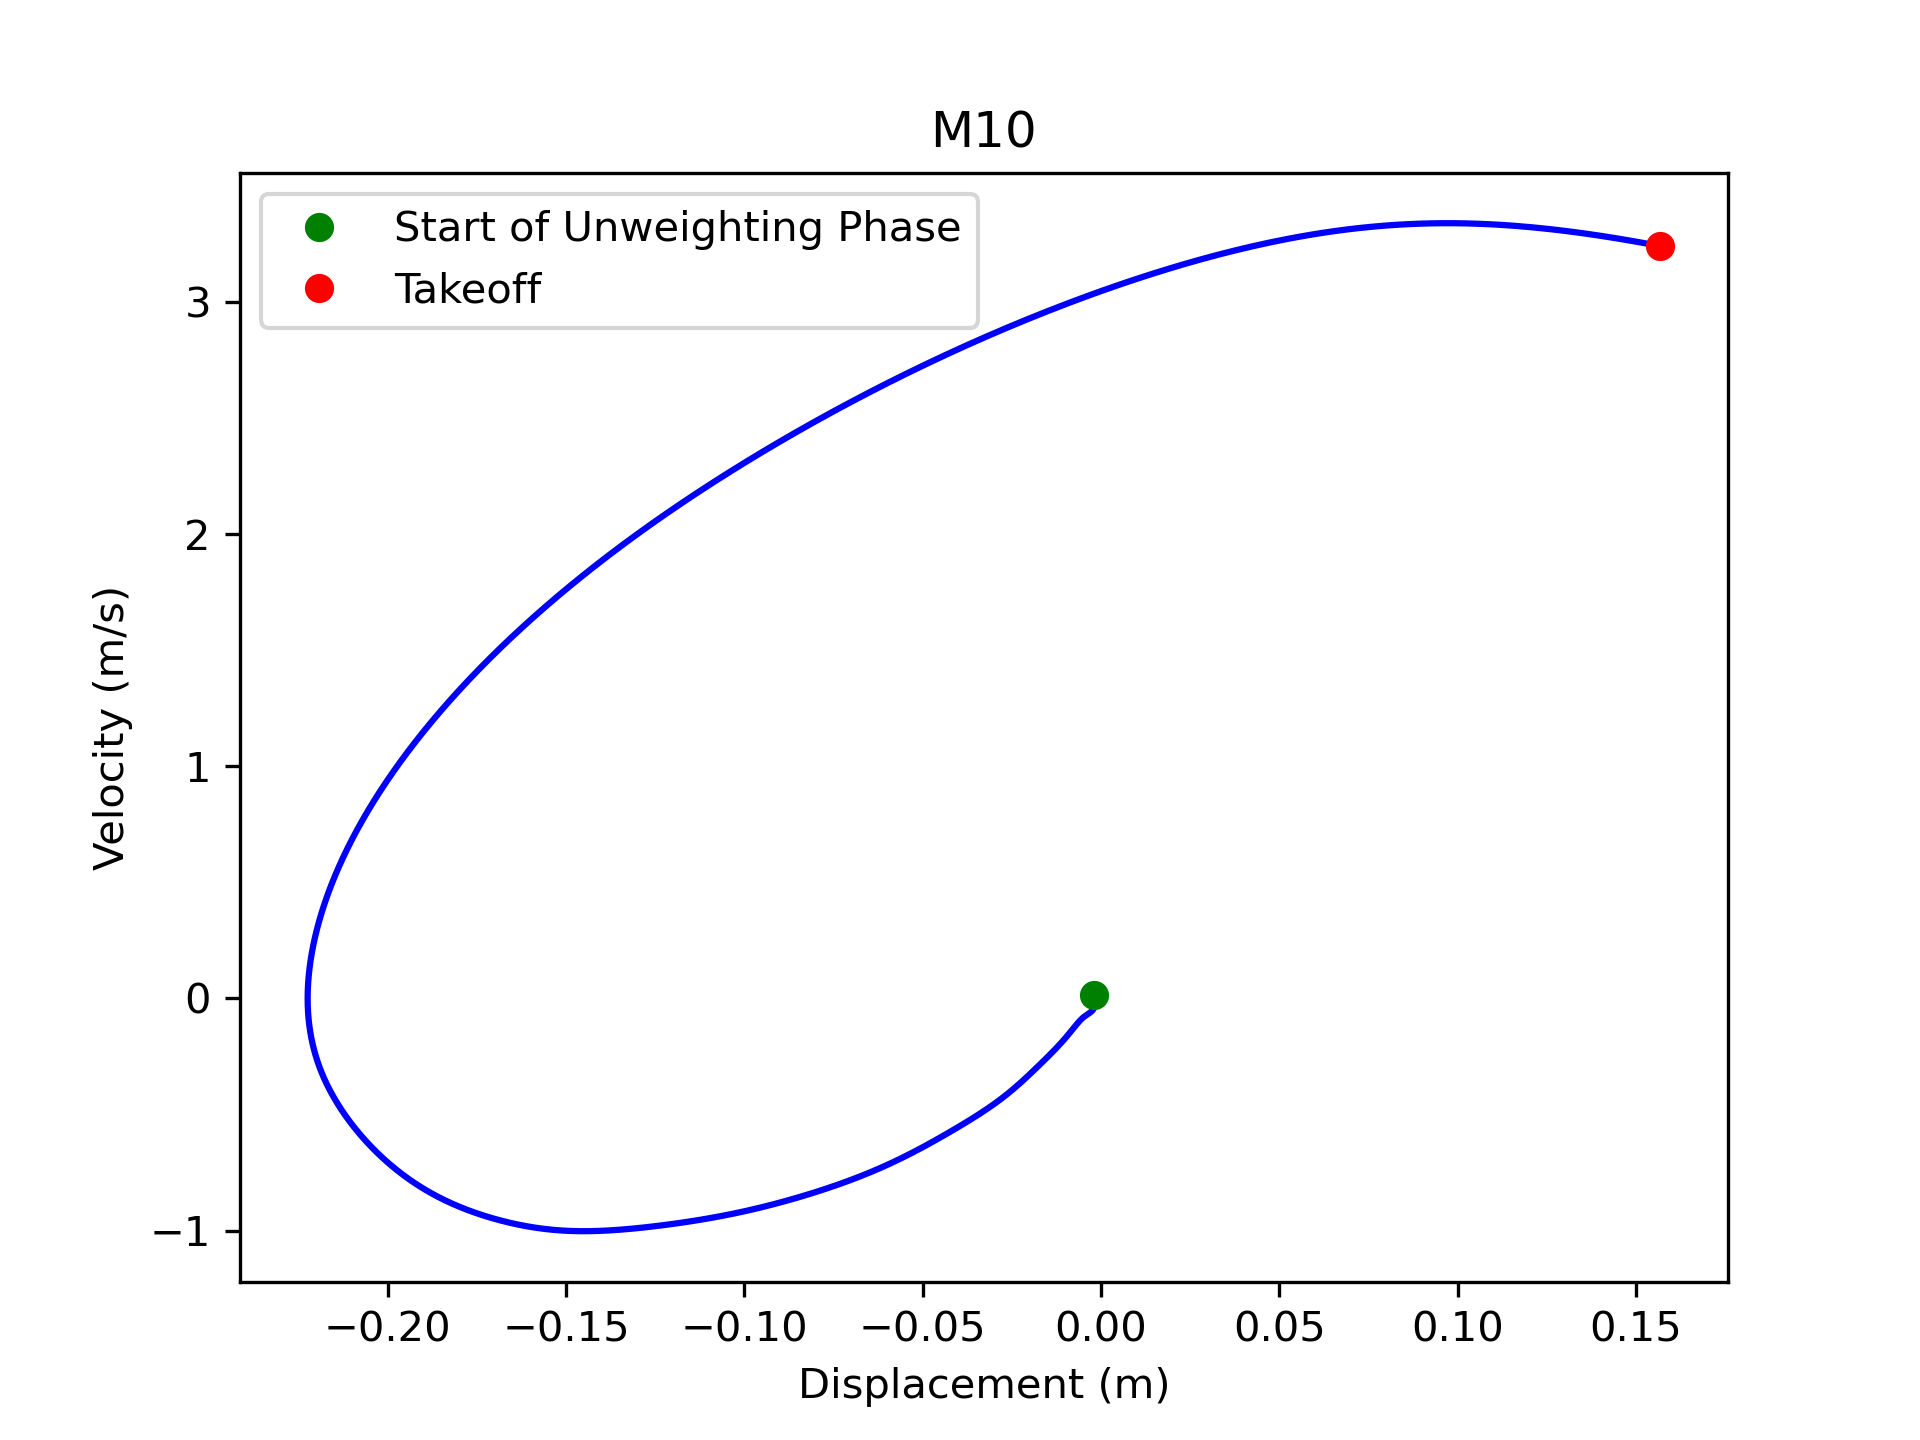 M10
Start of Unweighting Phase
Takeoff
3
2
1
0
−1
Velocity (m/s)
−0.20 −0.15 −0.10 −0.05 0.00 0.05 0.10 0.15
Displacement (m)